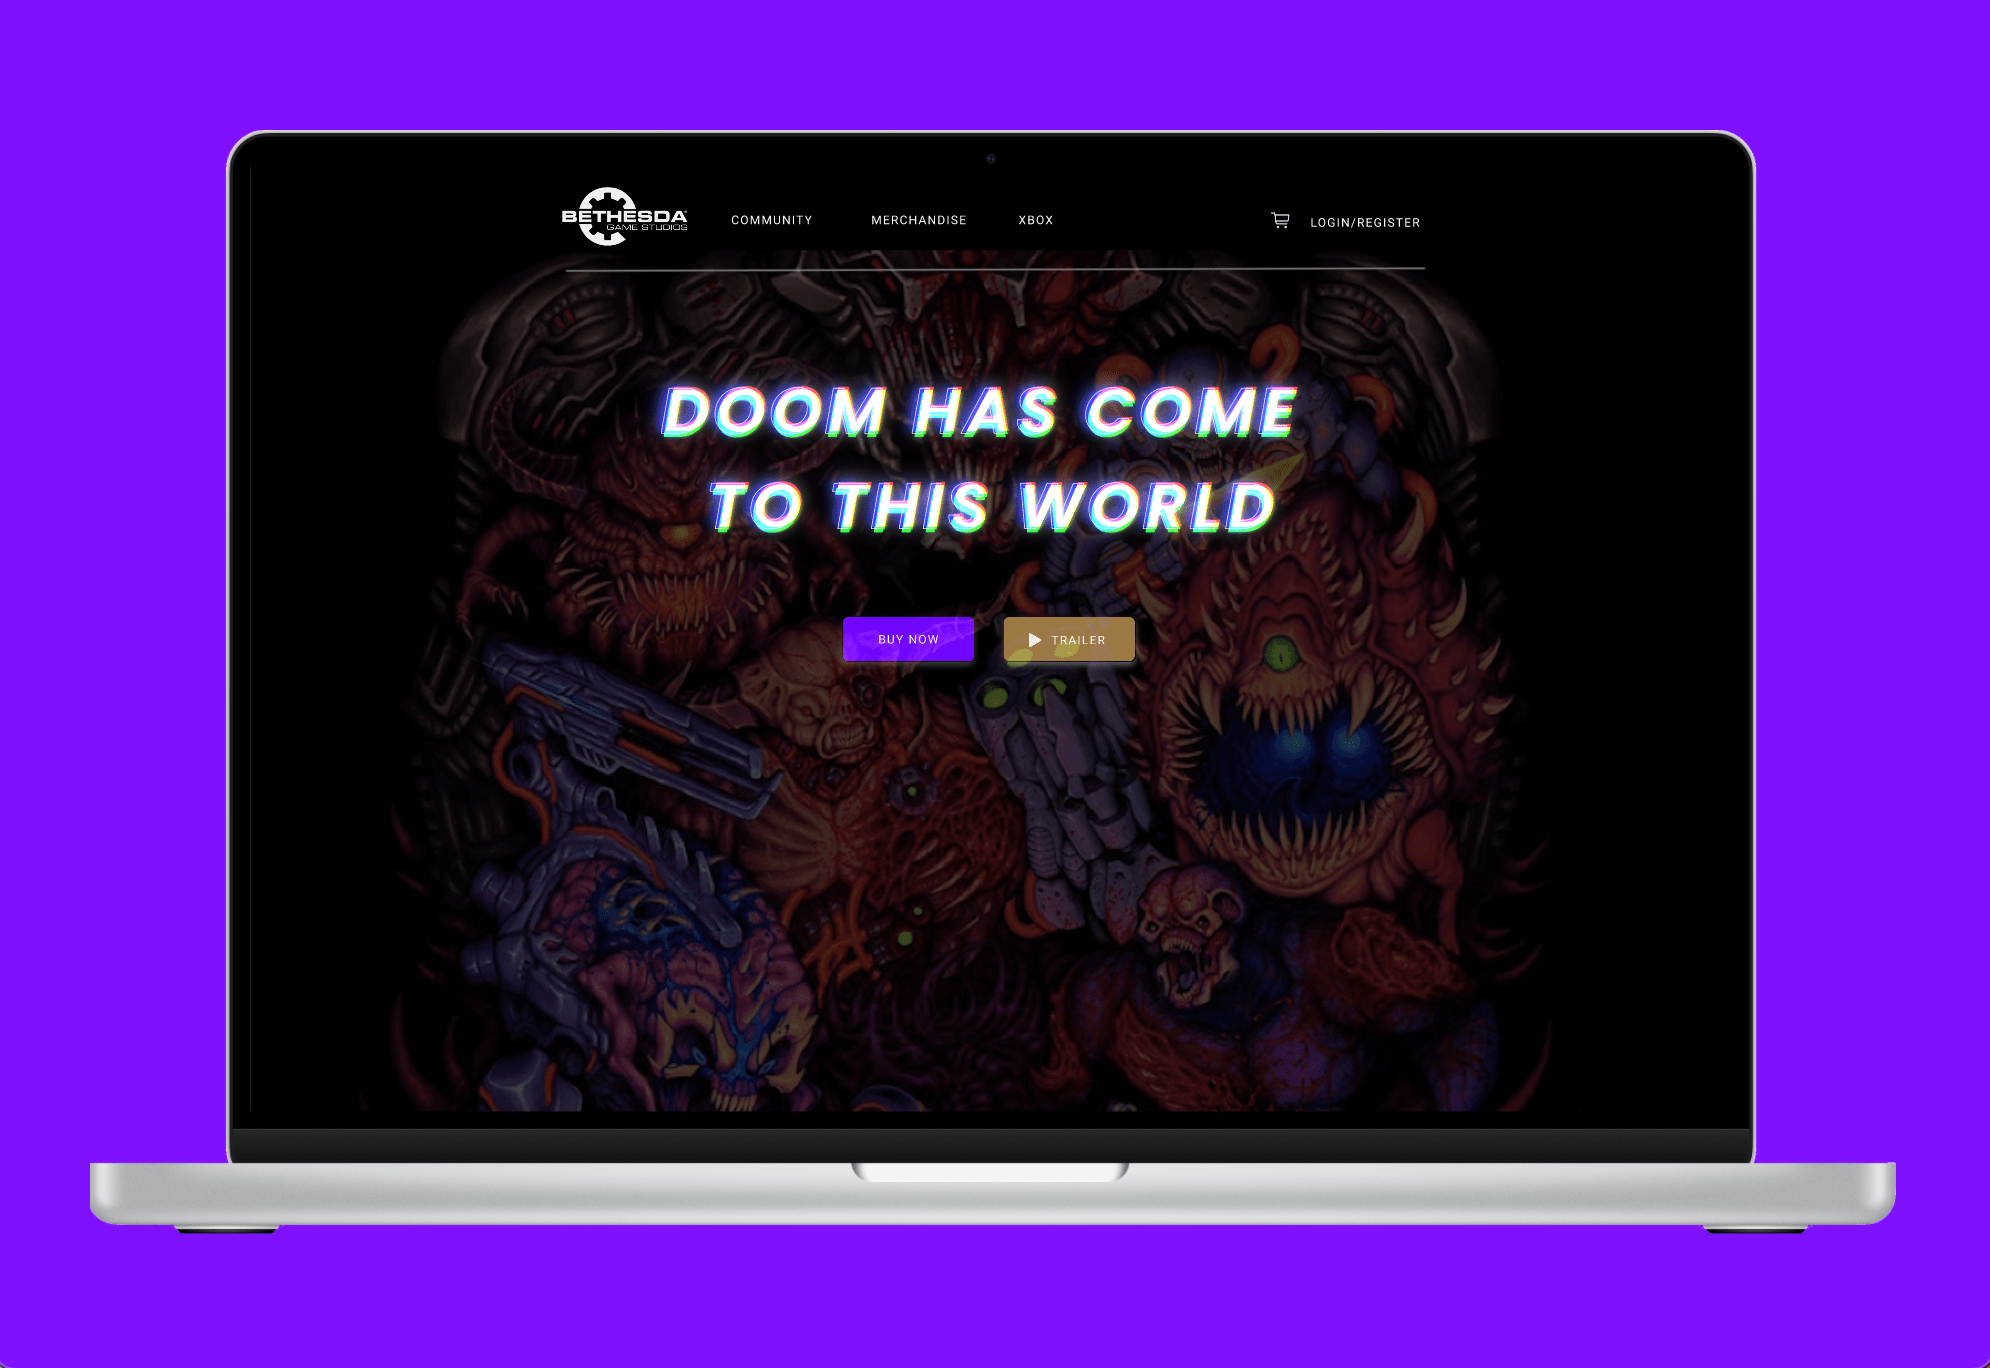 BETHESDA
GAME STUDIOS
COMMUNITY
MERCHANDISE
XBOX
LOGIN/REGISTER
DOOM HAS COME
TO THIS WORLD
BUY NOW
TRAILER